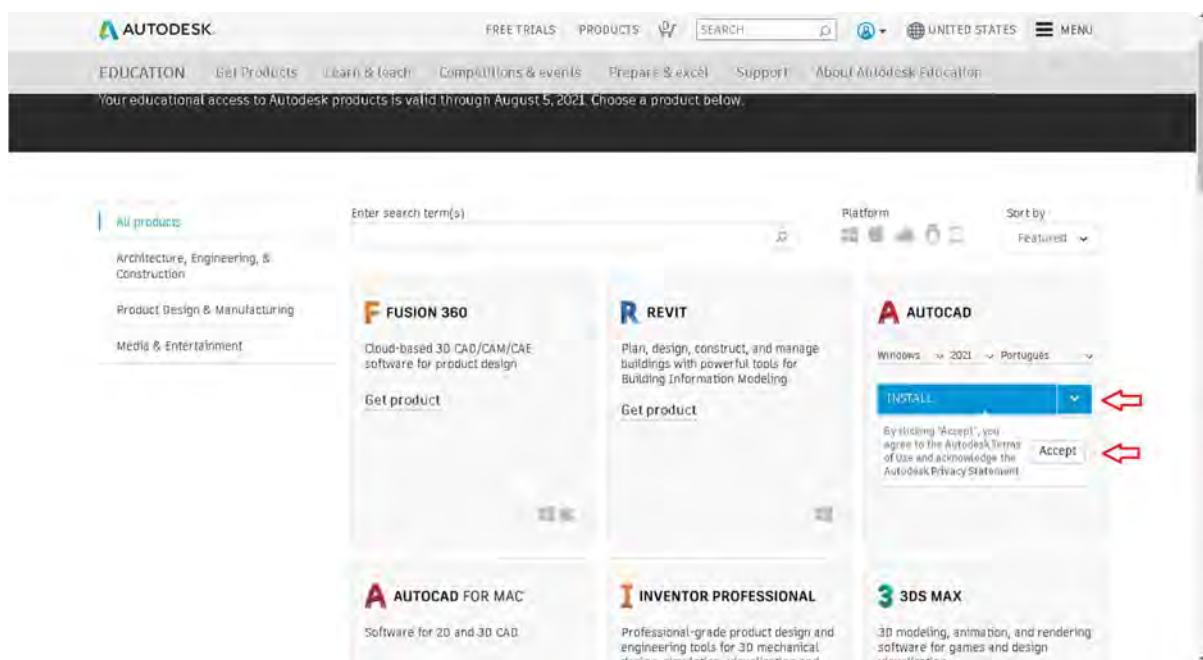 AUTODESK.
FREE TRIALS PRODUCTS SEARCH UNITED STATES MENU
EDUCATION Get Products Learn & teach Competitions & events Prepare & excel Support About Autodesk Education
Your educational access to Autodesk products is valid through August 5, 2021. Choose a product below.
All products
Architecture, Engineering, &
Construction
Product Design & Manufacturing
Media & Entertainment
Enter search term(s)
Platform
Sort by
Featured
F FUSION 360
Cloud-based 3D CAD/CAM/CAE
software for product design
Get product
R REVIT
Plan, design, construct, and manage
buildings with powerful tools for
Building Information Modeling
Get product
A AUTOCAD
Windows 2021 Português
INSTALL
By clicking "Accept", you
agree to the Autodesk Terms
of Use and acknowledge the
Autodesk Privacy Statement
Accept
A AUTOCAD FOR MAC
Software for 2D and 3D CAD
I INVENTOR PROFESSIONAL
Professional-grade product design and
engineering tools for 3D mechanical
3 3DS MAX
3D modeling, animation, and rendering
software for games and design